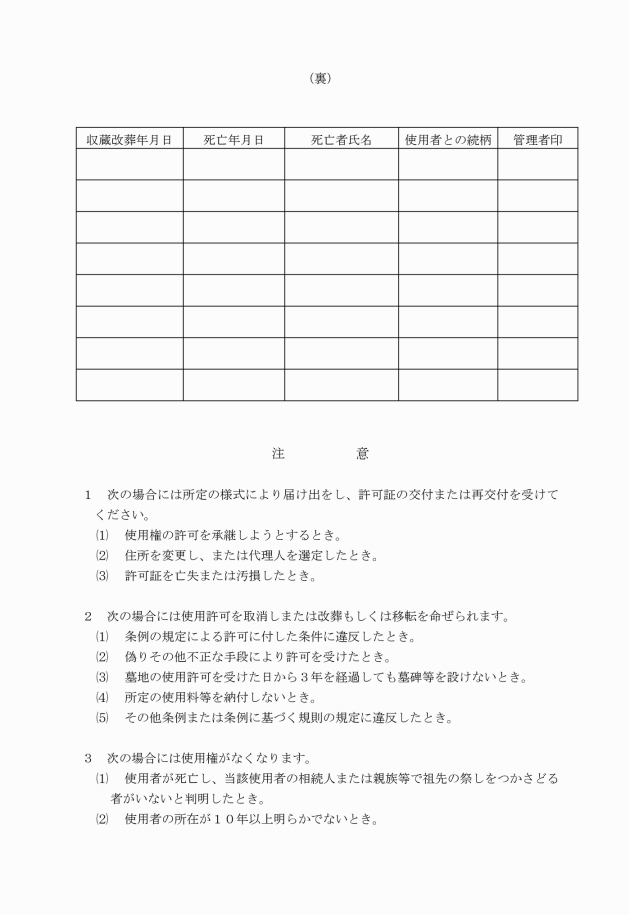 （裏）
収蔵改葬年月日 死亡年月日 死亡者氏名 使用者との続柄 管理者印
注　　　意
１　次の場合には所定の様式により届け出をし、許可証の交付または再交付を受けて
ください。
⑴　使用権の許可を承継しようとするとき。
⑵　住所を変更し、または代理人を選定したとき。
⑶　許可証を亡失または汚損したとき。
２　次の場合には使用許可を取消しまたは改葬もしくは移転を命ぜられます。
⑴　条例の規定による許可に付した条件に違反したとき。
⑵　偽りその他不正な手段により許可を受けたとき。
⑶　墓地の使用許可を受けた日から３年を経過しても墓碑等を設けないとき。
⑷　所定の使用料等を納付しないとき。
⑸　その他条例または条例に基づく規則の規定に違反したとき。
３　次の場合には使用権がなくなります。
⑴　使用者が死亡し、当該使用者の相続人または親族等で祖先の祭しをつかさどる
者がいないと判明したとき。
⑵　使用者の所在が１０年以上明らかでないとき。